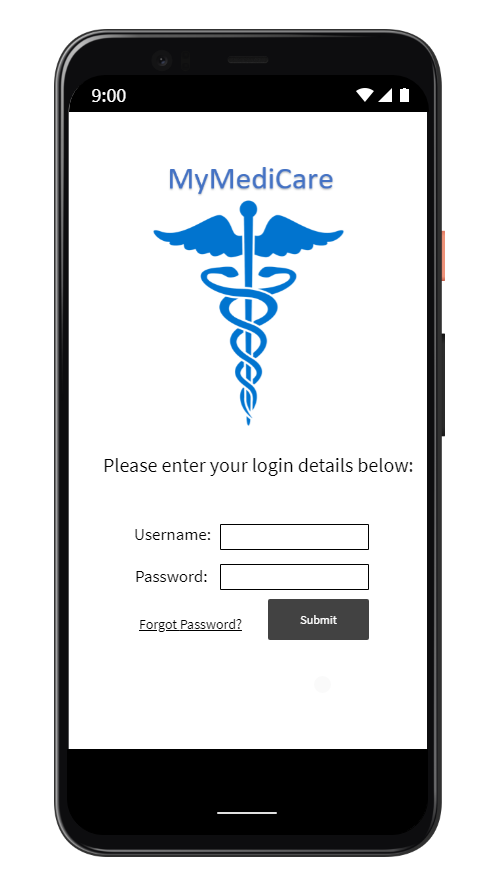 9:00
MyMediCare
Please enter your login details below:
Username:
Password:
Forgot Password?
Submit